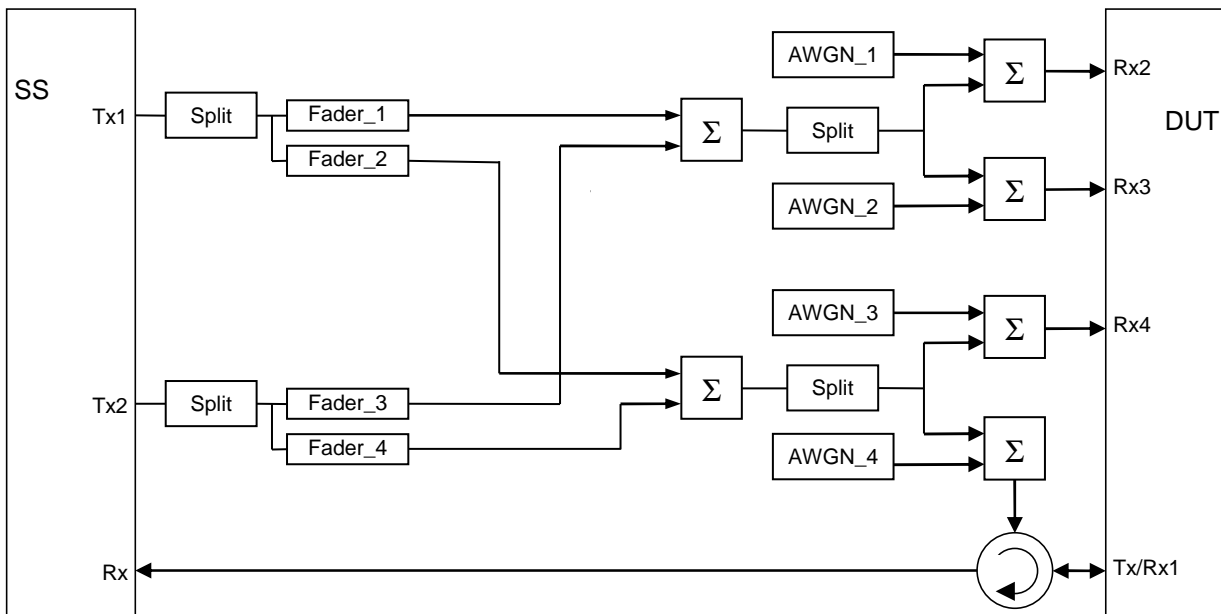 SS
DUT
AWGN_1
Σ
Rx2
Tx1
Split
Fader_1
Fader_2
Σ
Split
AWGN_2
Σ
Rx3
AWGN_3
Σ
Rx4
Tx2
Split
Fader_3
Fader_4
Σ
Split
AWGN_4
Σ
Rx
Tx/Rx1